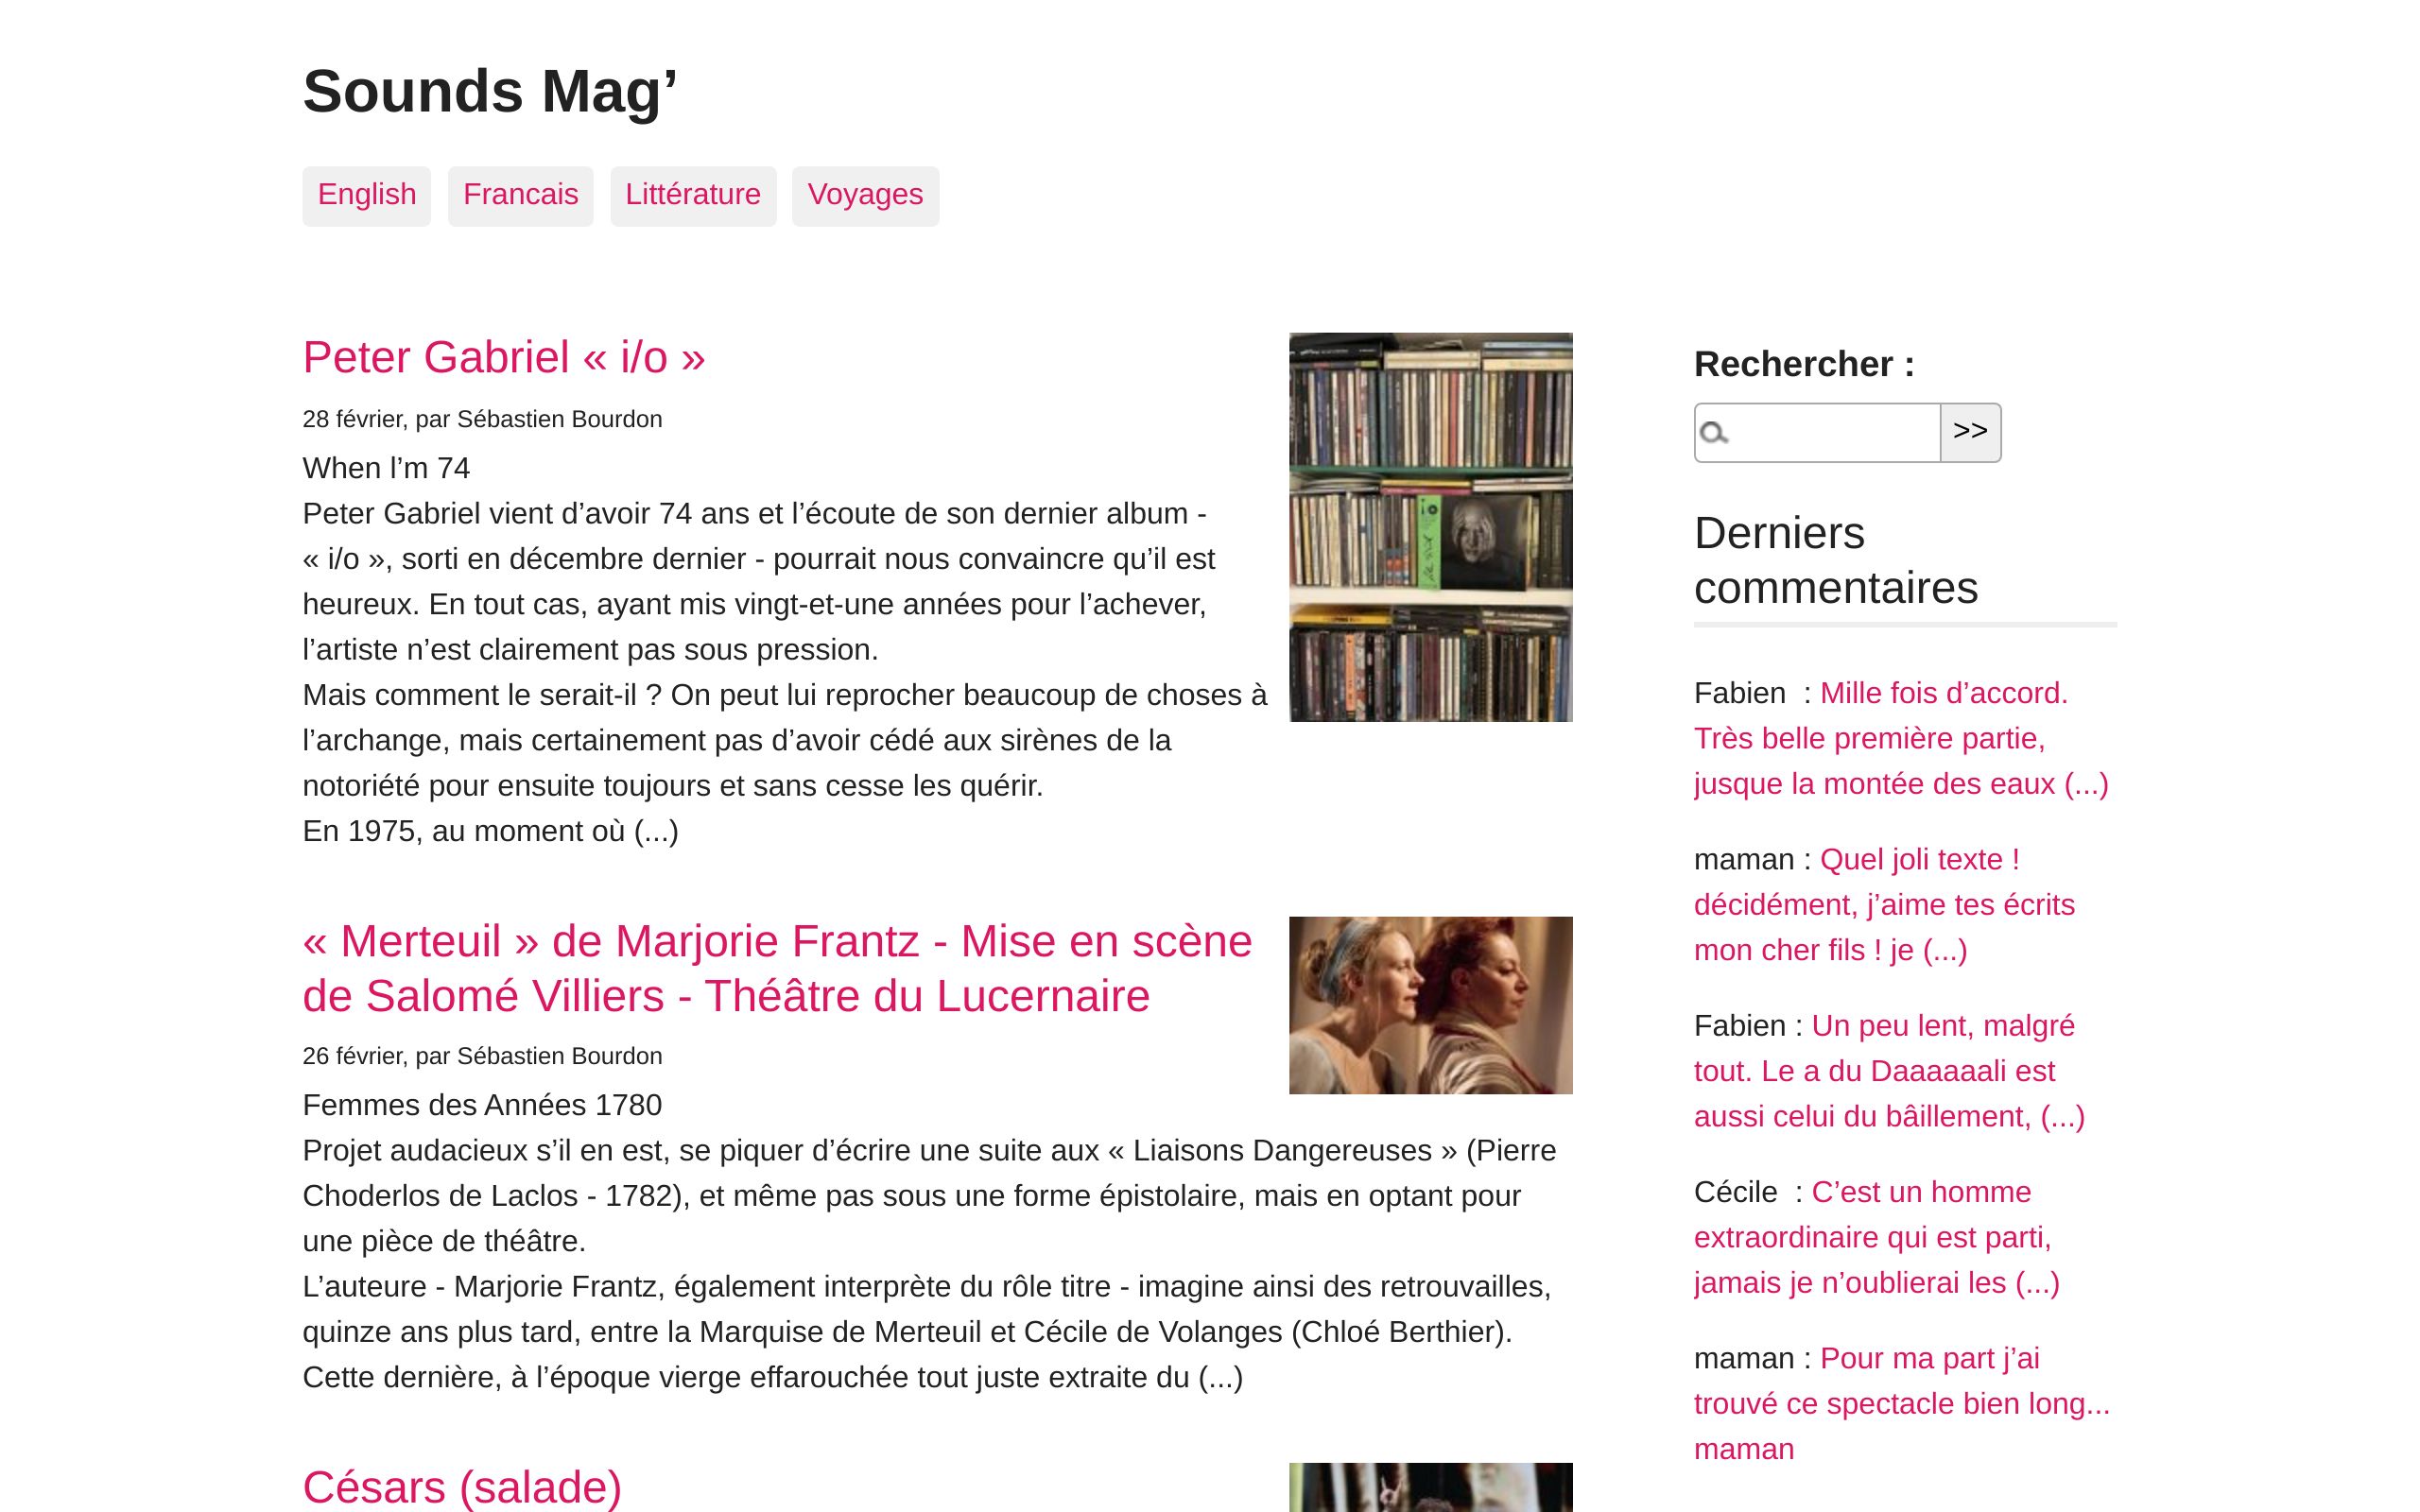 Sounds Mag’
English
Francais
Littérature
Voyages
Peter Gabriel « i/o »
28 février, par Sébastien Bourdon
When l’m 74
Peter Gabriel vient d’avoir 74 ans et l’écoute de son dernier album -
« i/o », sorti en décembre dernier - pourrait nous convaincre qu’il est
heureux. En tout cas, ayant mis vingt-et-une années pour l’achever,
l’artiste n’est clairement pas sous pression.
Mais comment le serait-il ? On peut lui reprocher beaucoup de choses à
l’archange, mais certainement pas d’avoir cédé aux sirènes de la
notoriété pour ensuite toujours et sans cesse les quérir.
En 1975, au moment où (...)
« Merteuil » de Marjorie Frantz - Mise en scène
de Salomé Villiers - Théâtre du Lucernaire
26 février, par Sébastien Bourdon
Femmes des Années 1780
Projet audacieux s’il en est, se piquer d’écrire une suite aux « Liaisons Dangereuses » (Pierre
Choderlos de Laclos - 1782), et même pas sous une forme épistolaire, mais en optant pour
une pièce de théâtre.
L’auteure - Marjorie Frantz, également interprète du rôle titre - imagine ainsi des retrouvailles,
quinze ans plus tard, entre la Marquise de Merteuil et Cécile de Volanges (Chloé Berthier).
Cette dernière, à l’époque vierge effarouchée tout juste extraite du (...)
Césars (salade)
Rechercher :
>>
Derniers
commentaires
Fabien  : Mille fois d’accord.
Très belle première partie,
jusque la montée des eaux (...)
maman : Quel joli texte !
décidément, j’aime tes écrits
mon cher fils ! je (...)
Fabien : Un peu lent, malgré
tout. Le a du Daaaaaali est
aussi celui du bâillement, (...)
Cécile  : C’est un homme
extraordinaire qui est parti,
jamais je n’oublierai les (...)
maman : Pour ma part j’ai
trouvé ce spectacle bien long...
maman